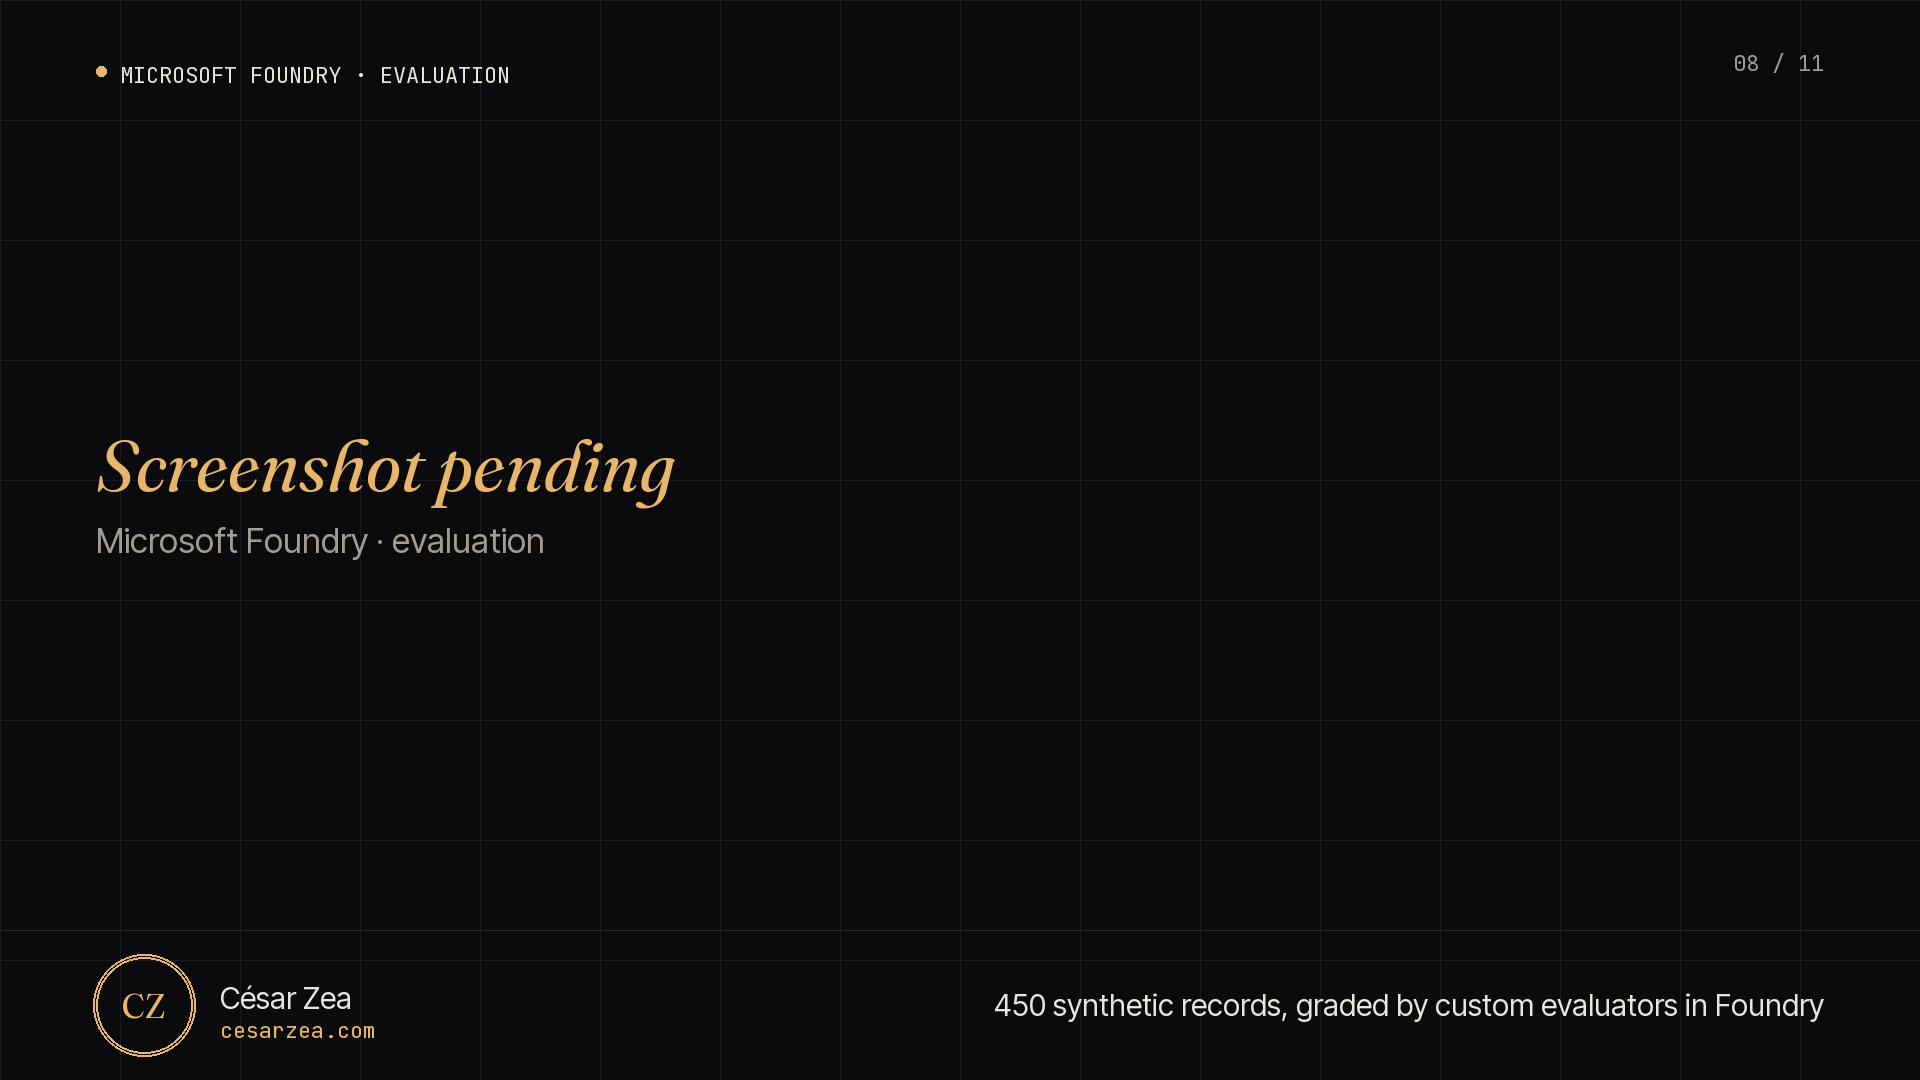 MICROSOFT FOUNDRY · EVALUATION
08 / 11
Screenshot pending
Microsoft Foundry · evaluation
CZ
César Zea
cesarzea.com
450 synthetic records, graded by custom evaluators in Foundry